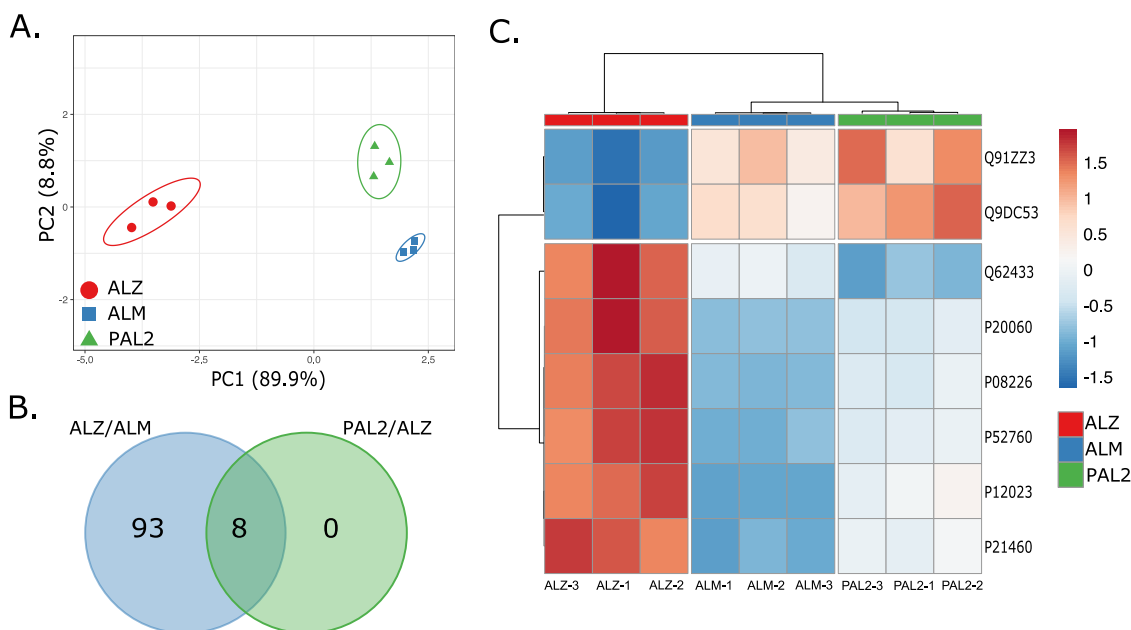 A.
PC2 (8.8%)
2
0
-2
ALZ
ALM
PAL2
-5,0
-2,5
0,0
2,5
PC1 (89.9%)
B.
ALZ/ALM
PAL2/ALZ
93
8
0
C.
Q91ZZ3
Q9DC53
Q62433
P20060
P08226
P52760
P12023
P21460
ALZ-3
ALZ-1
ALZ-2
ALM-1
ALM-2
ALM-3
PAL2-3
PAL2-1
PAL2-2
1.5
1
0.5
0
-0.5
-1
-1.5
ALZ
ALM
PAL2